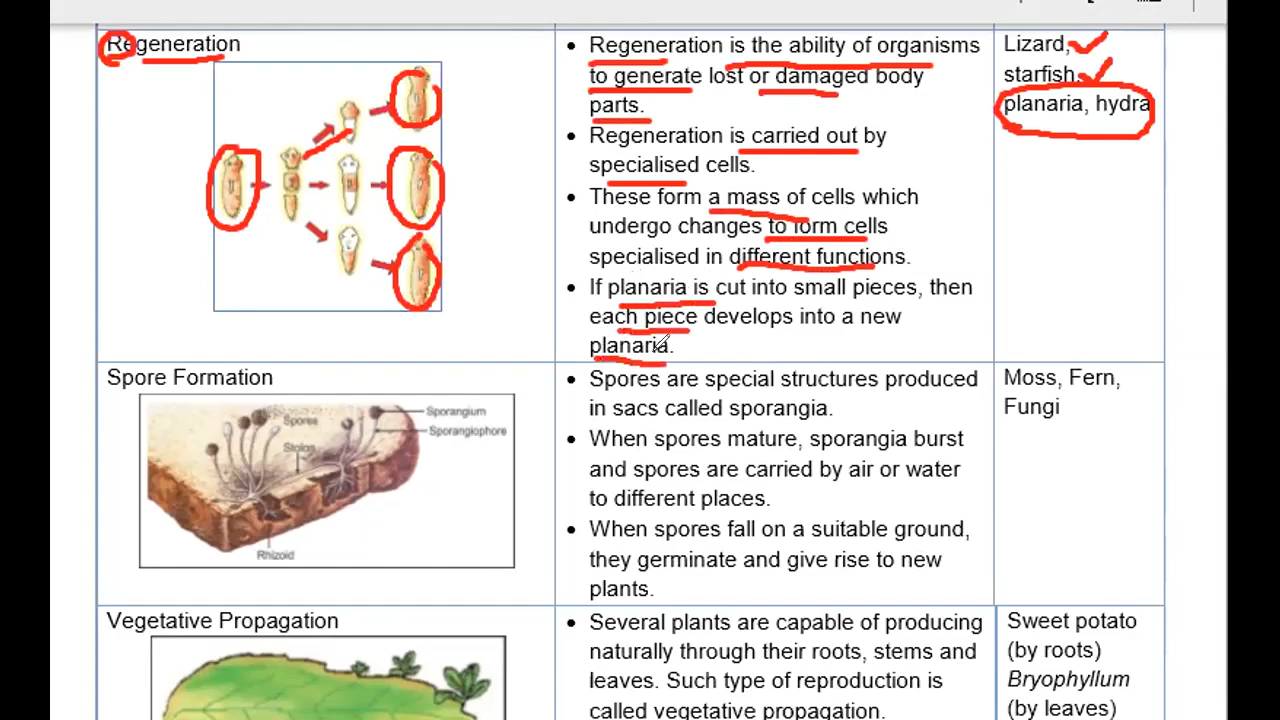 Regeneration
• Regeneration is the ability of organisms
to generate lost or damaged body
parts.
• Regeneration is carried out by
specialised cells.
• These form a mass of cells which
undergo changes to form cells
specialised in different functions.
• If planaria is cut into small pieces, then
each piece develops into a new
planaria.
Lizard,
starfish,
planaria, hydra
Spore Formation
Sporangium
Spores
Sporangiophore
Stolon
Rhizoid
• Spores are special structures produced
in sacs called sporangia.
• When spores mature, sporangia burst
and spores are carried by air or water
to different places.
• When spores fall on a suitable ground,
they germinate and give rise to new
plants.
Moss, Fern,
Fungi
Vegetative Propagation
• Several plants are capable of producing
naturally through their roots, stems and
leaves. Such type of reproduction is
called vegetative propagation.
Sweet potato
(by roots)
Bryophyllum
(by leaves)